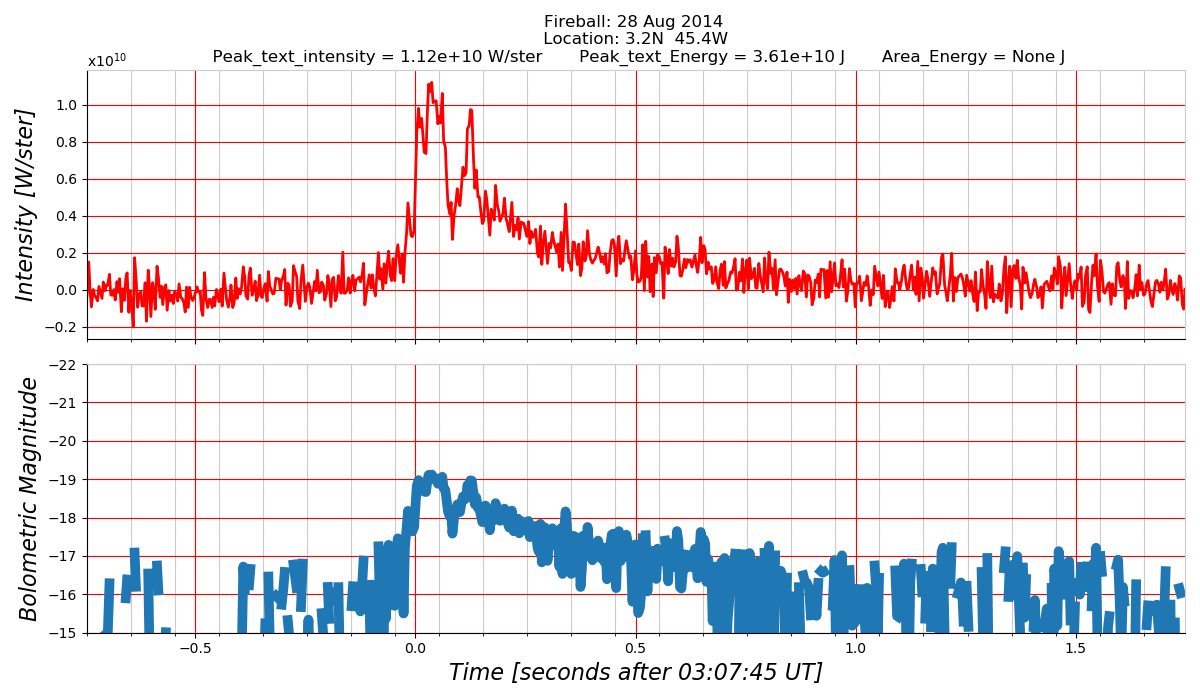 Fireball: 28 Aug 2014
Location: 3.2N  45.4W
Peak_text_intensity = 1.12e+10 W/ster       Peak_text_Energy = 3.61e+10 J       Area_Energy = None J
x10¹⁰
Intensity [W/ster]
1.0
0.8
0.6
0.4
0.2
0.0
−0.2
Bolometric Magnitude
−22
−21
−20
−19
−18
−17
−16
−15
−0.5 0.0 0.5 1.0 1.5
Time [seconds after 03:07:45 UT]